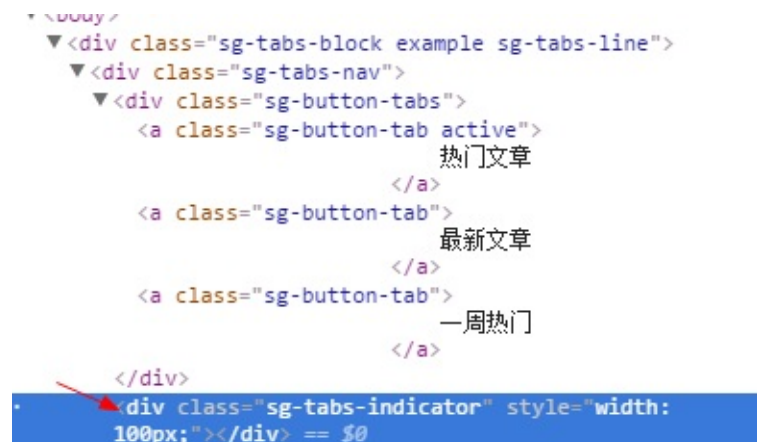 ▼<body>
▼<div class="sg-tabs-block example sg-tabs-line">
▼<div class="sg-tabs-nav">
▼<div class="sg-button-tabs">
<a class="sg-button-tab active">
热门文章
</a>
<a class="sg-button-tab">
最新文章
</a>
<a class="sg-button-tab">
一周热门
</a>
</div>
<div class="sg-tabs-indicator" style="width:
100px;"></div> == $0